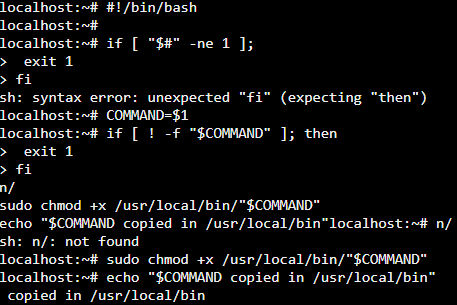 localhost:~# #!/bin/bash
localhost:~#
localhost:~# if [ "$#" -ne 1 ];
>  exit 1
> fi
sh: syntax error: unexpected "fi" (expecting "then")
localhost:~# COMMAND=$1
localhost:~# if [ ! -f "$COMMAND" ]; then
>  exit 1
> fi
n/
sudo chmod +x /usr/local/bin/"$COMMAND"
echo "$COMMAND copied in /usr/local/bin"localhost:~# n/
sh: n/: not found
localhost:~# sudo chmod +x /usr/local/bin/"$COMMAND"
localhost:~# echo "$COMMAND copied in /usr/local/bin"
 copied in /usr/local/bin